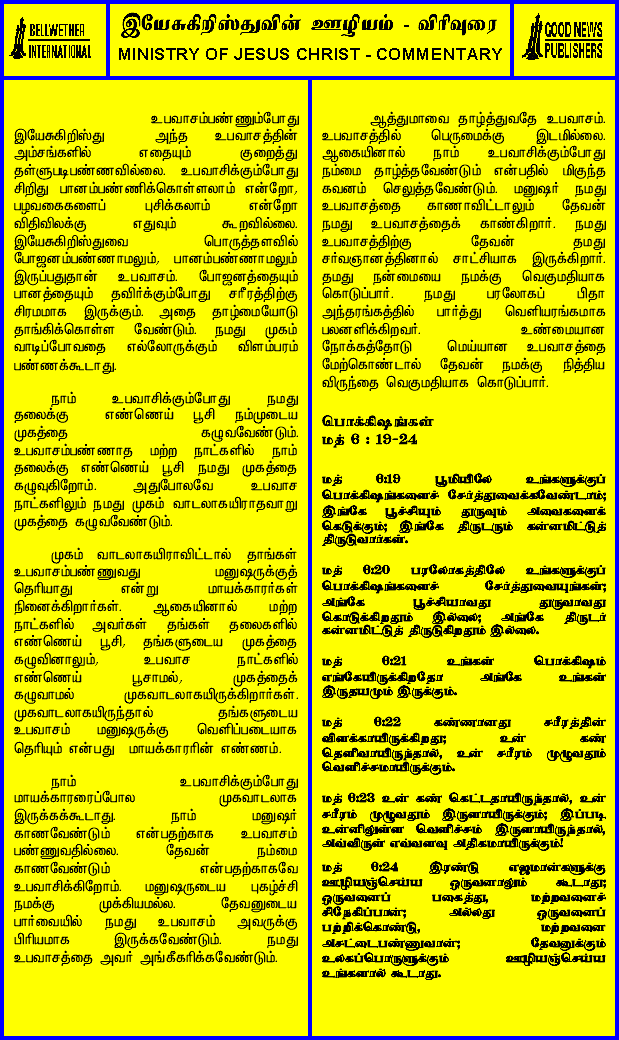 BELLWETHER
INTERNATIONAL
இயேசுகிறிஸ்துவின் ஊழியம் - விரிவுரை
MINISTRY OF JESUS CHRIST - COMMENTARY
GOOD NEWS
PUBLISHERS
உபவாசம்பண்ணும்போது
இயேசுகிறிஸ்து அந்த உபவாசத்தின்
அம்சங்களில் எதையும் குறைத்து
தள்ளுபடிபண்ணவில்லை. உபவாசிக்கும்போது
சிறிது பானம்பண்ணிக்கொள்ளலாம் என்றோ,
பழவகைகளைப் புசிக்கலாம் என்றோ
விதிவிலக்கு எதுவும் கூறவில்லை.
இயேசுகிறிஸ்துவை பொருத்தளவில்
போஜனம்பண்ணாமலும், பானம்பண்ணாமலும்
இருப்பதுதான் உபவாசம். போஜனத்தையும்
பானத்தையும் தவிர்க்கும்போது சரீரத்திற்கு
சிரமமாக இருக்கும். அதை தாழ்மையோடு
தாங்கிக்கொள்ள வேண்டும். நமது முகம்
வாடிப்போவதை எல்லோருக்கும் விளம்பரம்
பண்ணக்கூடாது.
நாம் உபவாசிக்கும்போது நமது
தலைக்கு எண்ணெய் பூசி நம்முடைய
முகத்தை கழுவவேண்டும்.
உபவாசம்பண்ணாத மற்ற நாட்களில் நாம்
தலைக்கு எண்ணெய் பூசி நமது முகத்தை
கழுவுகிறோம். அதுபோலவே உபவாச
நாட்களிலும் நமது முகம் வாடலாகயிராதவாறு
முகத்தை கழுவவேண்டும்.
முகம் வாடலாகயிராவிட்டால் தாங்கள்
உபவாசம்பண்ணுவது மனுஷருக்குத்
தெரியாது என்று மாயக்காரர்கள்
நினைக்கிறார்கள். ஆகையினால் மற்ற
நாட்களில் அவர்கள் தங்கள் தலைகளில்
எண்ணெய் பூசி, தங்களுடைய முகத்தை
கழுவினாலும், உபவாச நாட்களில்
எண்ணெய் பூசாமல், முகத்தைக்
கழுவாமல் முகவாடலாகயிருக்கிறார்கள்.
முகவாடலாகயிருந்தால் தங்களுடைய
உபவாசம் மனுஷருக்கு வெளிப்படையாக
தெரியும் என்பது மாயக்காரரின் எண்ணம்.
நாம் உபவாசிக்கும்போது
மாயக்காரரைப்போல முகவாடலாக
இருக்கக்கூடாது. நாம் மனுஷர்
காணவேண்டும் என்பதற்காக உபவாசம்
பண்ணுவதில்லை. தேவன் நம்மை
காணவேண்டும் என்பதற்காகவே
உபவாசிக்கிறோம். மனுஷருடைய புகழ்ச்சி
நமக்கு முக்கியமல்ல. தேவனுடைய
பார்வையில் நமது உபவாசம் அவருக்கு
பிரியமாக இருக்கவேண்டும். நமது
உபவாசத்தை அவர் அங்கீகரிக்கவேண்டும்.
ஆத்துமாவை தாழ்த்துவதே உபவாசம்.
உபவாசத்தில் பெருமைக்கு இடமில்லை.
ஆகையினால் நாம் உபவாசிக்கும்போது
நம்மை தாழ்த்தவேண்டும் என்பதில் மிகுந்த
கவனம் செலுத்தவேண்டும். மனுஷர் நமது
உபவாசத்தை காணாவிட்டாலும் தேவன்
நமது உபவாசத்தைக் காண்கிறார். நமது
உபவாசத்திற்கு தேவன் தமது
சர்வஞானத்தினால் சாட்சியாக இருக்கிறார்.
தமது நன்மையை நமக்கு வெகுமதியாக
கொடுப்பார். நமது பரலோகப் பிதா
அந்தரங்கத்தில் பார்த்து வெளியரங்கமாக
பலனளிக்கிறவர். உண்மையான
நோக்கத்தோடு மெய்யான உபவாசத்தை
மேற்கொண்டால் தேவன் நமக்கு நித்திய
விருந்தை வெகுமதியாக கொடுப்பார்.
பொக்கிஷங்கள்
மத் 6 : 19-24
மத் 6:19 பூமியிலே உங்களுக்குப்
பொக்கிஷங்களைச் சேர்த்துவைக்கவேண்டாம்;
இங்கே பூச்சியும் துருவும் அவைகளைக்
கெடுக்கும்; இங்கே திருடரும் கன்னமிட்டுத்
திருடுவார்கள்.
மத் 6:20 பரலோகத்திலே உங்களுக்குப்
பொக்கிஷங்களைச் சேர்த்துவையுங்கள்;
அங்கே பூச்சியாவது துருவாவது
கெடுக்கிறதும் இல்லை; அங்கே திருடர்
கன்னமிட்டுத் திருடுகிறதும் இல்லை.
மத் 6:21 உங்கள் பொக்கிஷம்
எங்கேயிருக்கிறதோ அங்கே உங்கள்
இருதயமும் இருக்கும்.
மத் 6:22 கண்ணானது சரீரத்தின்
விளக்காயிருக்கிறது; உன் கண்
தெளிவாயிருந்தால், உன் சரீரம் முழுவதும்
வெளிச்சமாயிருக்கும்.
மத் 6:23 உன் கண் கெட்டதாயிருந்தால், உன்
சரீரம் முழுவதும் இருளாயிருக்கும்; இப்படி
உன்னிலுள்ள வெளிச்சம் இருளாயிருந்தால்,
அவ்விருள் எவ்வளவு அதிகமாயிருக்கும்!
மத் 6:24 இரண்டு எஜமான்களுக்கு
ஊழியஞ்செய்ய ஒருவனாலும் கூடாது;
ஒருவனைப் பகைத்து, மற்றவனைச்
சிநேகிப்பான்; அல்லது ஒருவனைப்
பற்றிக்கொண்டு, மற்றவனை
அசட்டைபண்ணுவான்; தேவனுக்கும்
உலகப்பொருளுக்கும் ஊழியஞ்செய்ய
உங்களால் கூடாது.